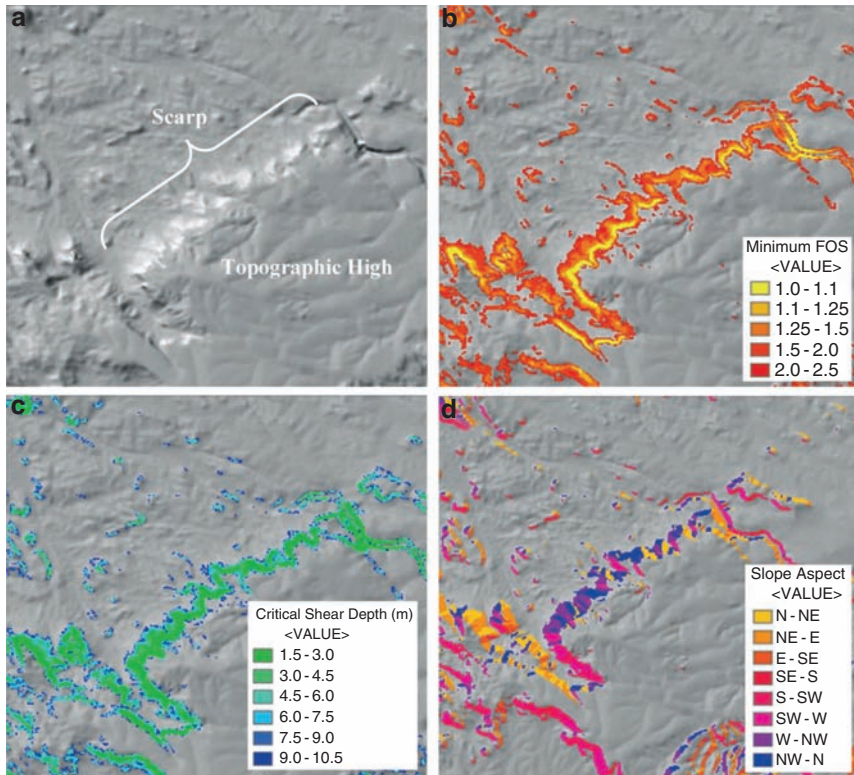 a
Scarp
Topographic High
b
Minimum FOS
<VALUE>
1.0 - 1.1
1.1 - 1.25
1.25 - 1.5
1.5 - 2.0
2.0 - 2.5
c
Critical Shear Depth (m)
<VALUE>
1.5 - 3.0
3.0 - 4.5
4.5 - 6.0
6.0 - 7.5
7.5 - 9.0
9.0 - 10.5
d
Slope Aspect
<VALUE>
N - NE
NE - E
E - SE
SE - S
S - SW
SW - W
W - NW
NW - N